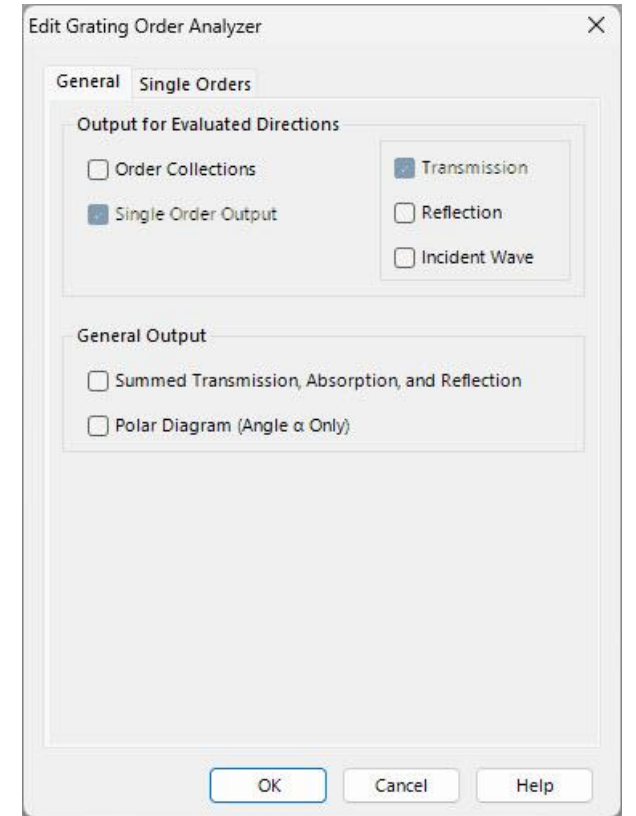 Edit Grating Order Analyzer
General Single Orders
Output for Evaluated Directions
Order Collections
Transmission
Single Order Output
Reflection
Incident Wave
General Output
Summed Transmission, Absorption, and Reflection
Polar Diagram (Angle α Only)
OK Cancel Help